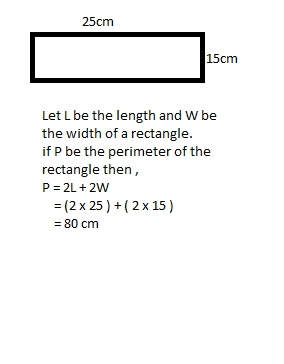 25cm
15cm
Let L be the length and W be
the width of a rectangle.
if P be the perimeter of the
rectangle then ,
P = 2L + 2W
= (2 x 25 ) + ( 2 x 15 )
= 80 cm